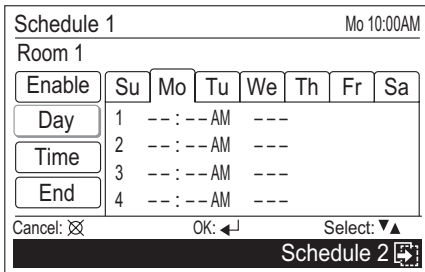 Schedule 1 Mo 10:00AM
Room 1
Enable Su Mo Tu We Th Fr Sa
Day 1 --:--AM ---
2 --:--AM ---
Time 3 --:--AM ---
End 4 --:--AM ---
Cancel: OK: Select: ▼▲
Schedule 2